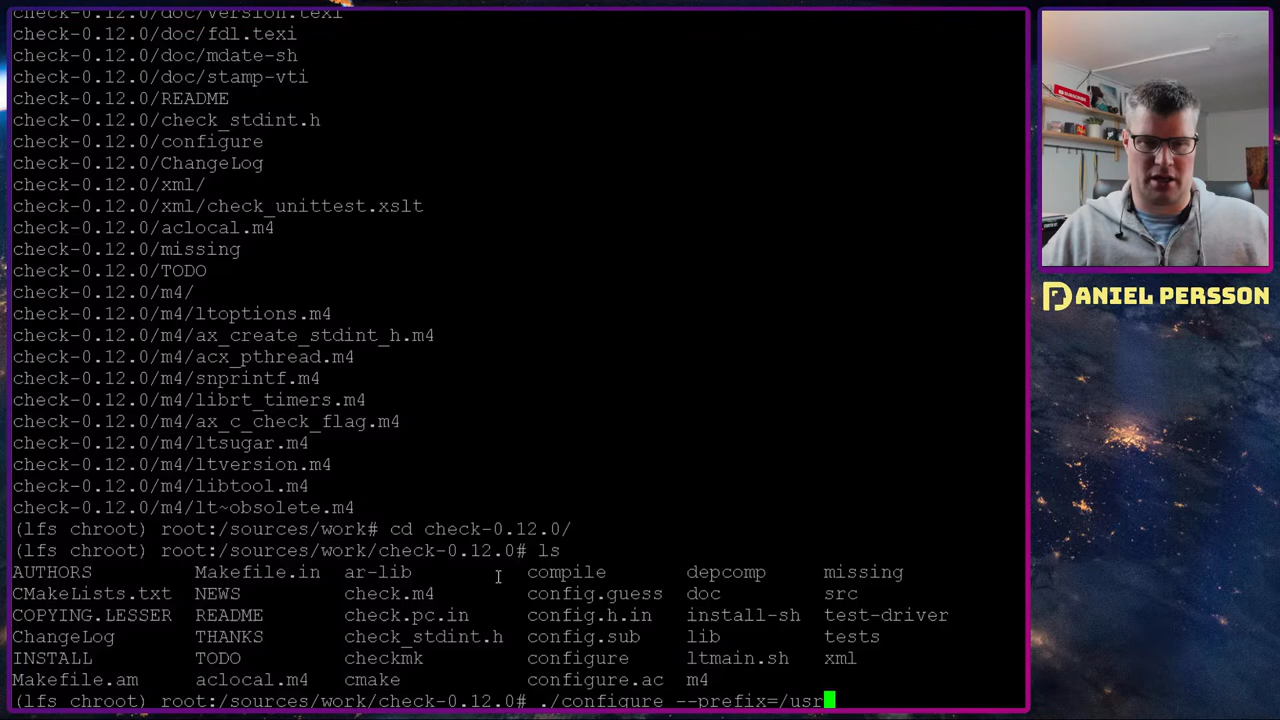 check-0.12.0/doc/version.texi
check-0.12.0/doc/fdl.texi
check-0.12.0/doc/mdate-sh
check-0.12.0/doc/stamp-vti
check-0.12.0/README
check-0.12.0/check_stdint.h
check-0.12.0/configure
check-0.12.0/ChangeLog
check-0.12.0/xml/
check-0.12.0/xml/check_unittest.xslt
check-0.12.0/aclocal.m4
check-0.12.0/missing
check-0.12.0/TODO
check-0.12.0/m4/
check-0.12.0/m4/ltoptions.m4
check-0.12.0/m4/ax_create_stdint_h.m4
check-0.12.0/m4/acx_pthread.m4
check-0.12.0/m4/snprintf.m4
check-0.12.0/m4/librt_timers.m4
check-0.12.0/m4/ax_c_check_flag.m4
check-0.12.0/m4/ltsugar.m4
check-0.12.0/m4/ltversion.m4
check-0.12.0/m4/libtool.m4
check-0.12.0/m4/lt~obsolete.m4
(lfs chroot) root:/sources/work# cd check-0.12.0/
(lfs chroot) root:/sources/work/check-0.12.0# ls
AUTHORS Makefile.in ar-lib compile depcomp missing
CMakeLists.txt NEWS check.m4 config.guess doc src
COPYING.LESSER README check.pc.in config.h.in install-sh test-driver
ChangeLog THANKS check_stdint.h config.sub lib tests
INSTALL TODO checkmk configure ltmain.sh xml
Makefile.am aclocal.m4 cmake configure.ac m4
(lfs chroot) root:/sources/work/check-0.12.0# ./configure --prefix=/usr
SUBSCRIBE
DANIEL PERSSON